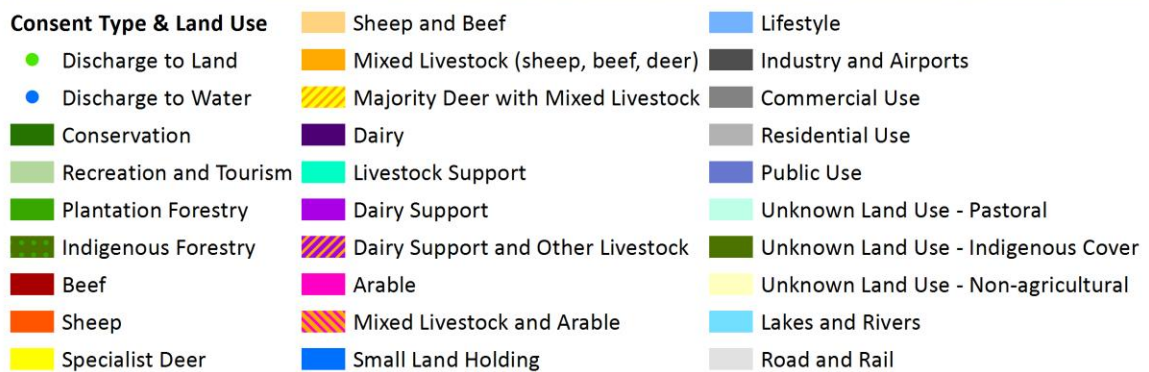 Consent Type & Land Use
Discharge to Land
Discharge to Water
Conservation
Recreation and Tourism
Plantation Forestry
Indigenous Forestry
Beef
Sheep
Specialist Deer
Sheep and Beef
Mixed Livestock (sheep, beef, deer)
Majority Deer with Mixed Livestock
Dairy
Livestock Support
Dairy Support
Dairy Support and Other Livestock
Arable
Mixed Livestock and Arable
Small Land Holding
Lifestyle
Industry and Airports
Commercial Use
Residential Use
Public Use
Unknown Land Use - Pastoral
Unknown Land Use - Indigenous Cover
Unknown Land Use - Non-agricultural
Lakes and Rivers
Road and Rail